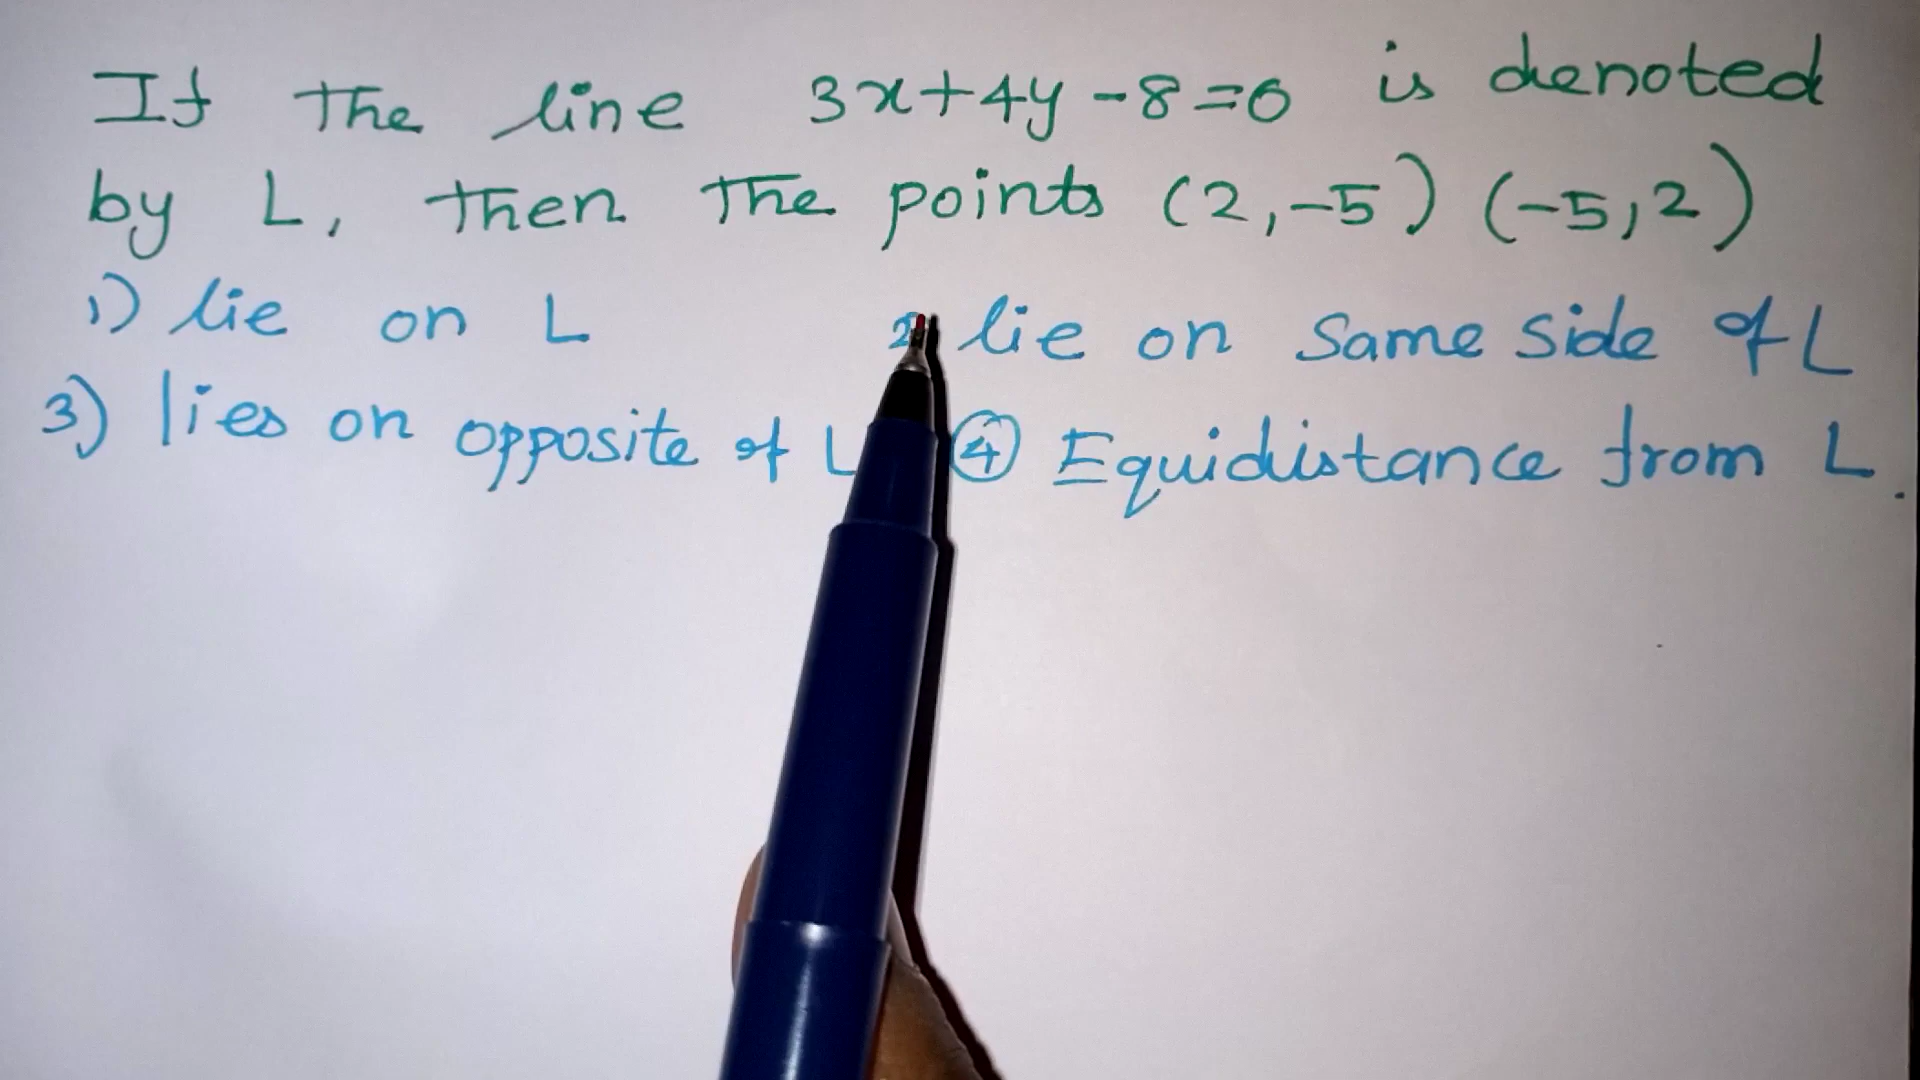 If the line 3x+4y-8=0 is denoted
by L, then the points (2,-5) (-5,2)
1) lie on L 2 lie on same side of L
3) lies on opposite of L ④ Equidistance from L.